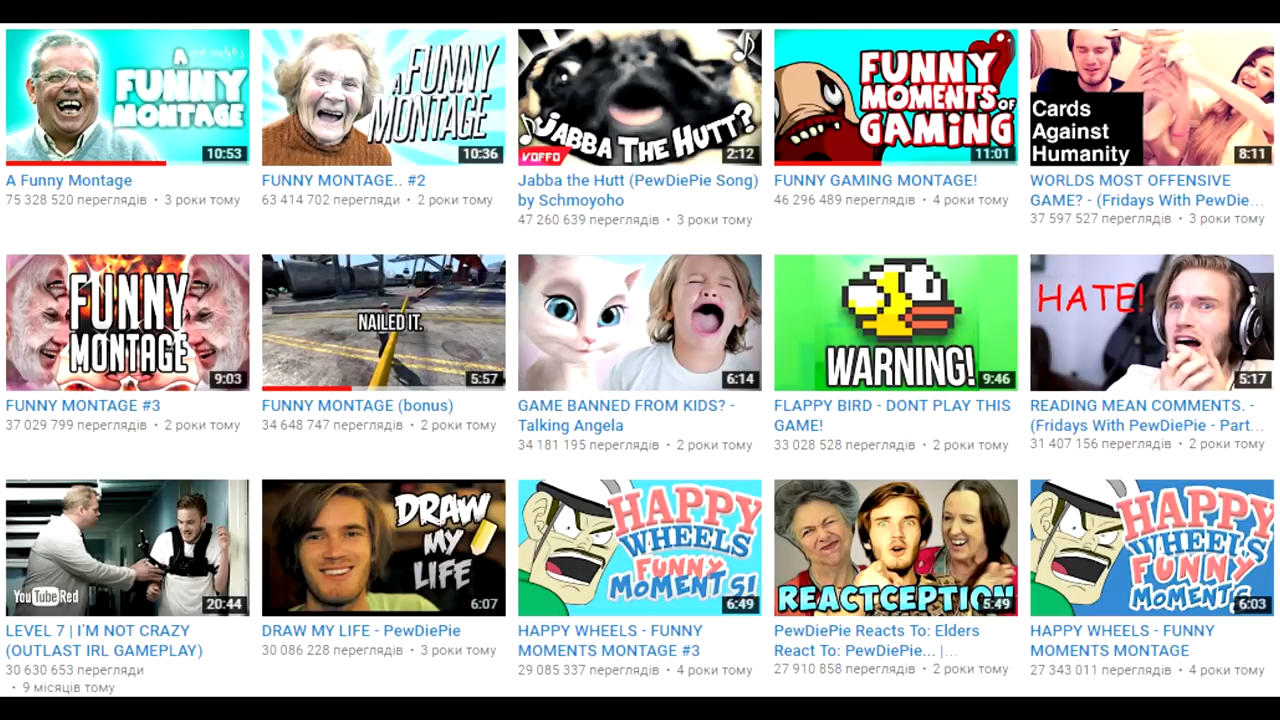 A
FUNNY
MONTAGE
10:53
A Funny Montage
75 328 520 переглядів • 3 роки тому
A FUNNY
MONTAGE
10:36
FUNNY MONTAGE.. #2
63 414 702 перегляди • 2 роки тому
JABBA THE HUTT?
VOFFO
2:12
Jabba the Hutt (PewDiePie Song)
by Schmoyoho
47 260 639 переглядів • 3 роки тому
FUNNY
MOMENTS OF
GAMING
11:01
FUNNY GAMING MONTAGE!
46 296 489 переглядів • 4 роки тому
Cards
Against
Humanity
8:11
WORLDS MOST OFFENSIVE
GAME? - (Fridays With PewDie...
37 597 527 переглядів • 3 роки тому
FUNNY
MONTAGE
9:03
FUNNY MONTAGE #3
37 029 799 переглядів • 2 роки тому
NAILED IT.
5:57
FUNNY MONTAGE (bonus)
34 648 747 переглядів • 2 роки тому
6:14
GAME BANNED FROM KIDS? -
Talking Angela
34 181 195 переглядів • 2 роки тому
WARNING!
9:46
FLAPPY BIRD - DONT PLAY THIS
GAME!
33 028 528 переглядів • 2 роки тому
HATE!
5:17
READING MEAN COMMENTS. -
(Fridays With PewDiePie - Part...
31 407 156 переглядів • 2 роки тому
YouTube Red
20:44
LEVEL 7 | I'M NOT CRAZY
(OUTLAST IRL GAMEPLAY)
30 630 653 перегляди
• 9 місяців тому
DRAW
MY
LIFE
6:07
DRAW MY LIFE - PewDiePie
30 086 228 переглядів • 3 роки тому
HAPPY
WHEELS
FUNNY
MOMENTS!
6:49
HAPPY WHEELS - FUNNY
MOMENTS MONTAGE #3
29 085 337 переглядів • 4 роки тому
REACTCEPTION
5:49
PewDiePie Reacts To: Elders
React To: PewDiePie... |...
27 910 858 переглядів • 2 роки тому
HAPPY
WHEELS
FUNNY
MOMENTS
6:03
HAPPY WHEELS - FUNNY
MOMENTS MONTAGE
27 343 011 переглядів • 4 роки тому